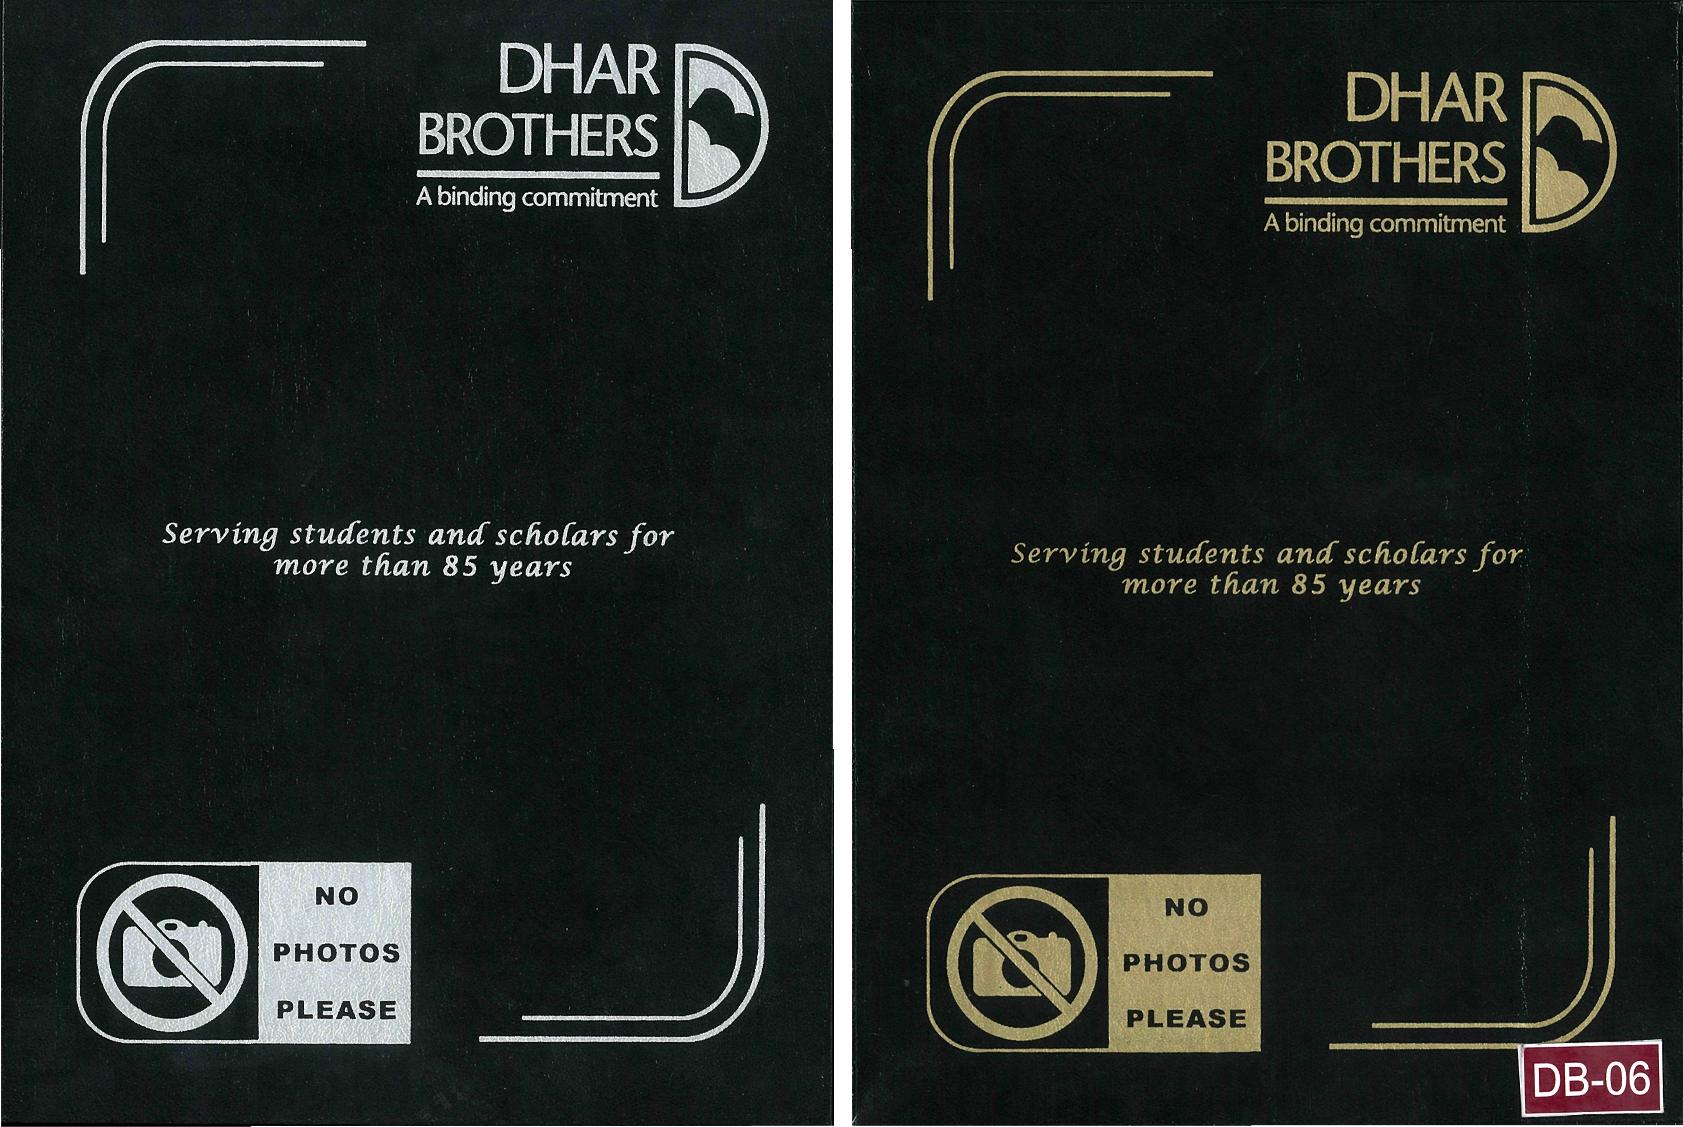 DHAR
BROTHERS
A binding commitment
Serving students and scholars for
more than 85 years
NO
PHOTOS
PLEASE
DHAR
BROTHERS
A binding commitment
Serving students and scholars for
more than 85 years
NO
PHOTOS
PLEASE
DB-06